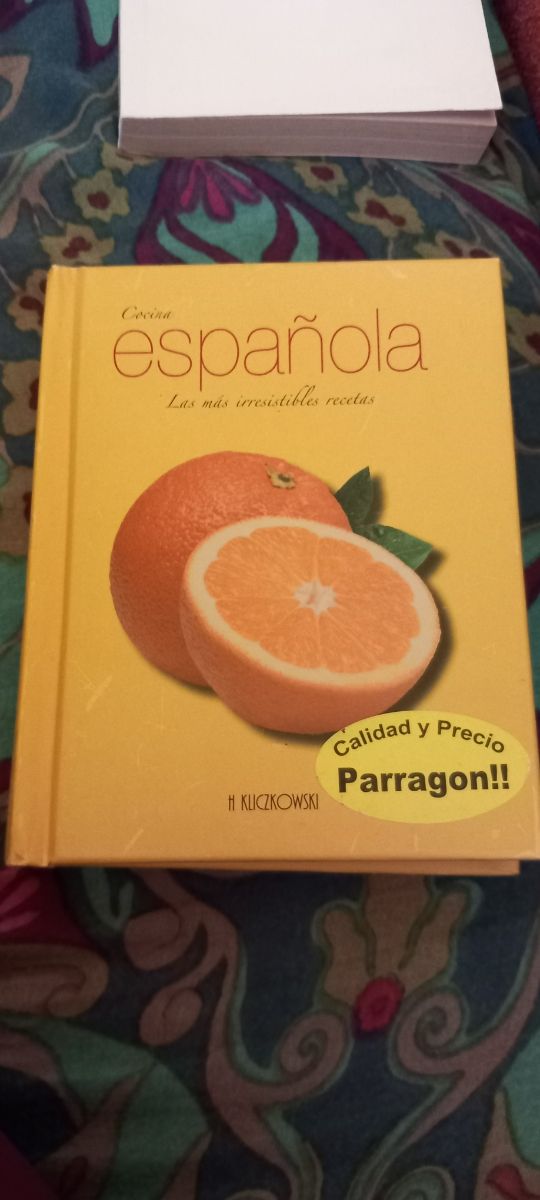 Cocina
española
Las más irresistibles recetas
Calidad y Precio
Parragon!!
H KLICZKOWSKI